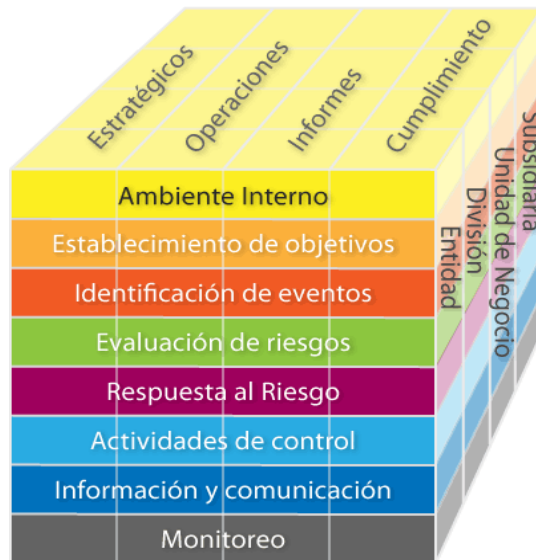 Estratégicos
Operaciones
Informes
Cumplimiento
Ambiente Interno
Establecimiento de objetivos
Identificación de eventos
Evaluación de riesgos
Respuesta al Riesgo
Actividades de control
Información y comunicación
Monitoreo
Entidad
División
Unidad de Negocio
Subsidiaria